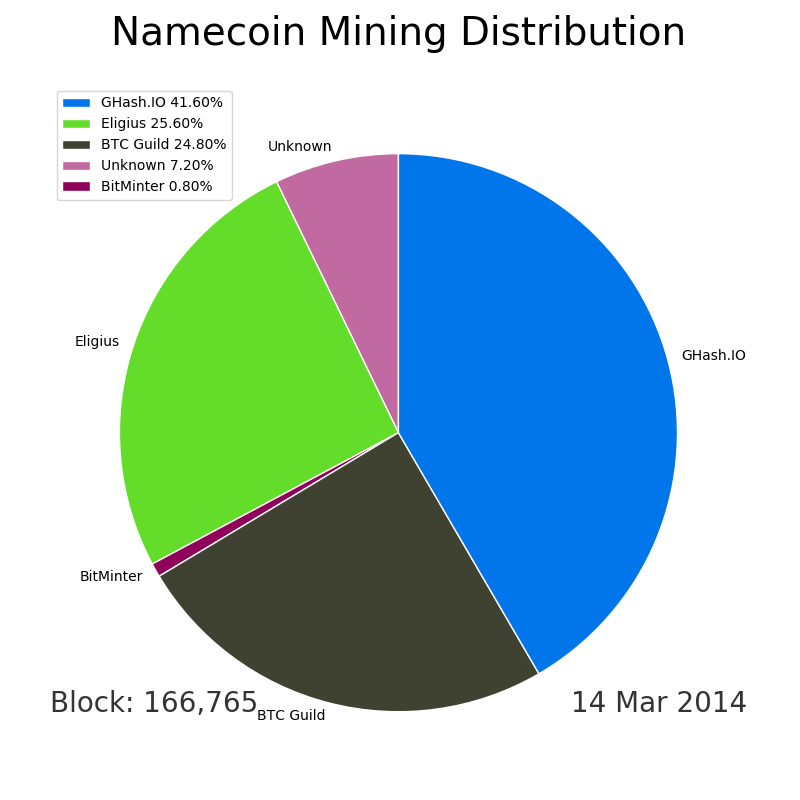 Namecoin Mining Distribution
GHash.IO 41.60%
Eligius 25.60%
BTC Guild 24.80%
Unknown 7.20%
BitMinter 0.80%
Unknown
Eligius
GHash.IO
BitMinter
Block: 166,765
BTC Guild
14 Mar 2014